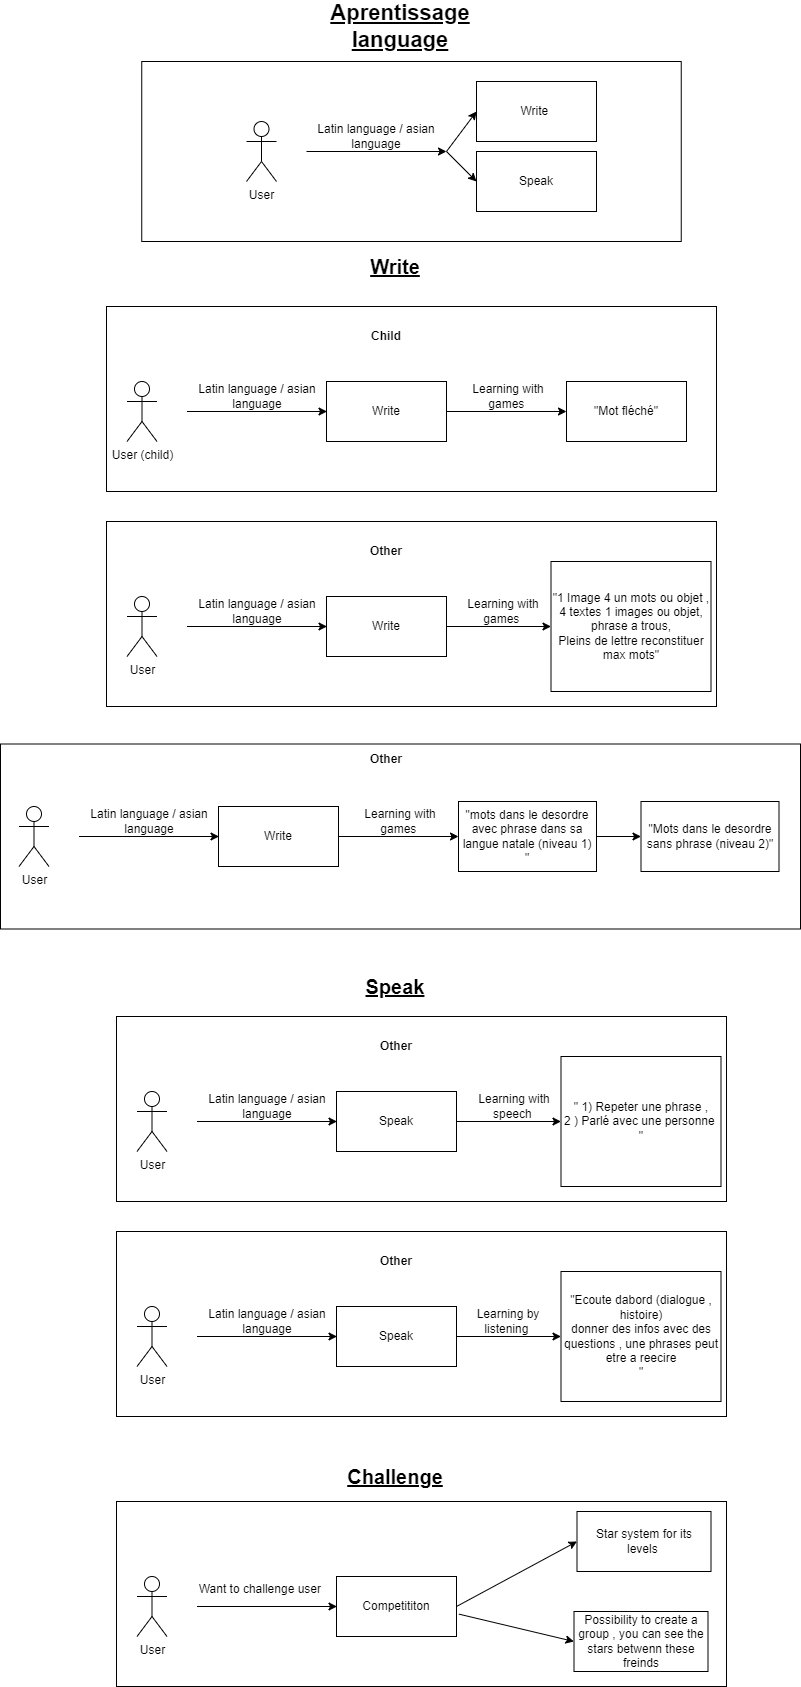 Aprentissage
language
Latin language / asian
language
Write
Speak
User
Write
Child
Latin language / asian
language
Write
Learning with
games
"Mot fléché"
User (child)
Other
Latin language / asian
language
Write
Learning with
games
"1 Image 4 un mots ou objet ,
4 textes 1 images ou objet,
phrase a trous,
Pleins de lettre reconstituer
max mots"
User
Other
Latin language / asian
language
Write
Learning with
games
"mots dans le desordre
avec phrase dans sa
langue natale (niveau 1)
"
"Mots dans le desordre
sans phrase (niveau 2)"
User
Speak
Other
Latin language / asian
language
Speak
Learning with
speech
" 1) Repeter une phrase ,
2 ) Parlé avec une personne
"
User
Other
Latin language / asian
language
Speak
Learning by
listening
"Ecoute dabord (dialogue ,
histoire)
donner des infos avec des
questions , une phrases peut
etre a reecire
"
User
Challenge
Want to challenge user
Competititon
Star system for its
levels
Possibility to create a
group , you can see the
stars betwenn these
freinds
User